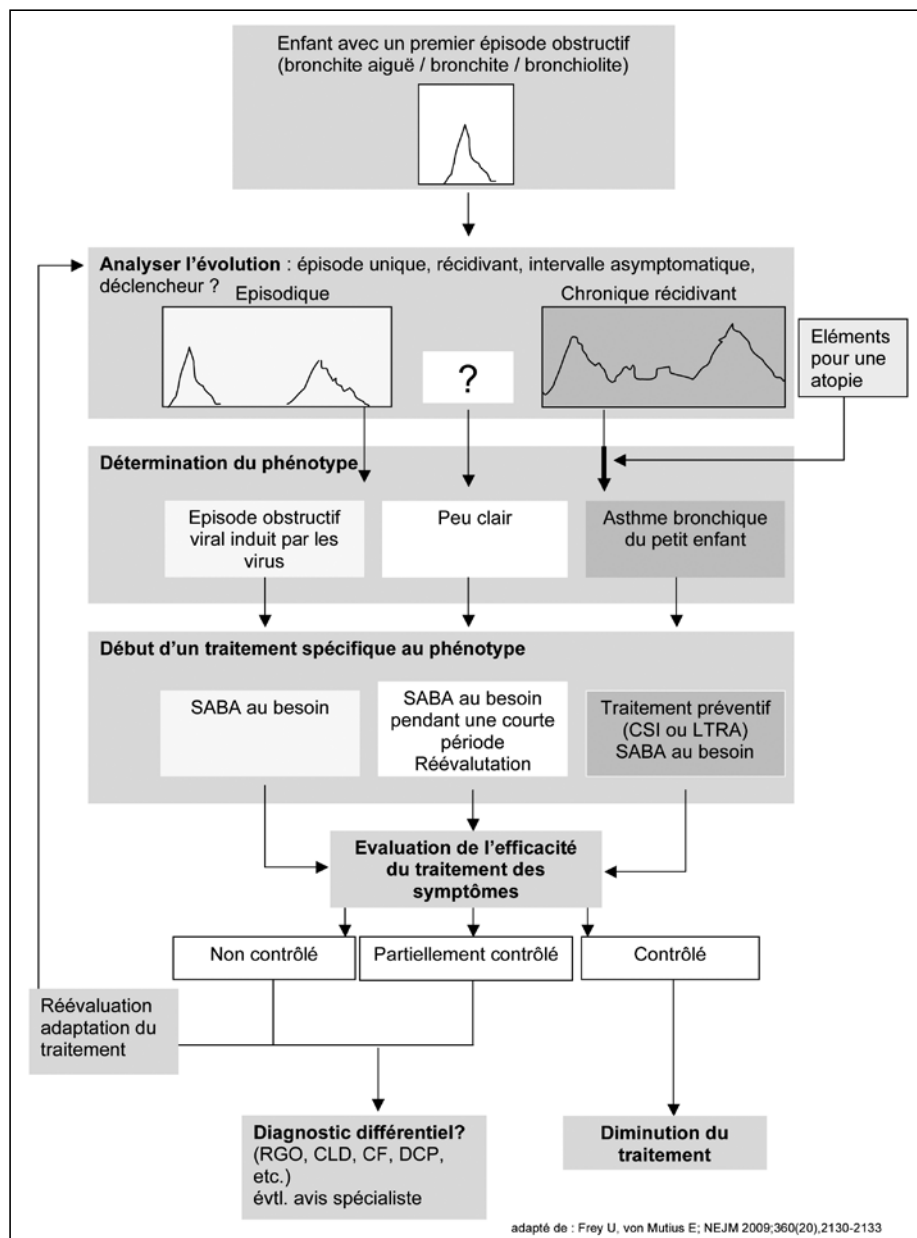 Enfant avec un premier épisode obstructif
(bronchite aiguë / bronchite / bronchiolite)
Analyser l'évolution : épisode unique, récidivant, intervalle asymptomatique,
déclencheur ?
Episodique
Chronique récidivant
?
Eléments
pour une
atopie
Détermination du phénotype
Episode obstructif
viral induit par les
virus
Peu clair
Asthme bronchique
du petit enfant
Début d'un traitement spécifique au phénotype
SABA au besoin
SABA au besoin
pendant une courte
période
Réévalutation
Traitement préventif
(CSI ou LTRA)
SABA au besoin
Evaluation de l'efficacité
du traitement des
symptômes
Non contrôlé
Partiellement contrôlé
Contrôlé
Réévaluation
adaptation du
traitement
Diagnostic différentiel?
(RGO, CLD, CF, DCP,
etc.)
évtl. avis spécialiste
Diminution du
traitement
adapté de : Frey U, von Mutius E; NEJM 2009;360(20),2130-2133